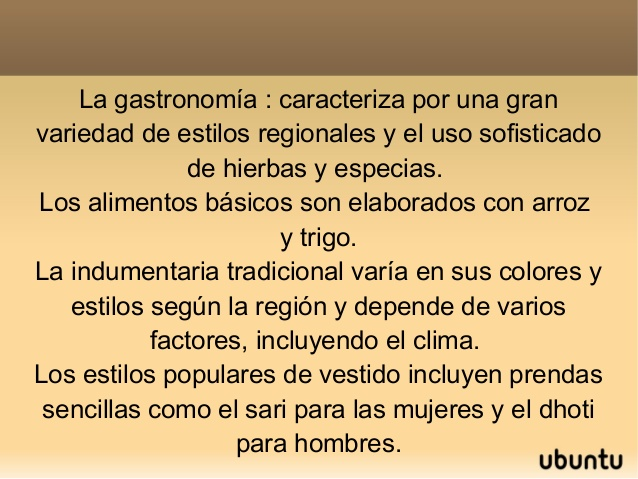 La gastronomía : caracteriza por una gran
variedad de estilos regionales y el uso sofisticado
de hierbas y especias.
Los alimentos básicos son elaborados con arroz
y trigo.
La indumentaria tradicional varía en sus colores y
estilos según la región y depende de varios
factores, incluyendo el clima.
Los estilos populares de vestido incluyen prendas
sencillas como el sari para las mujeres y el dhoti
para hombres.
ubuntu